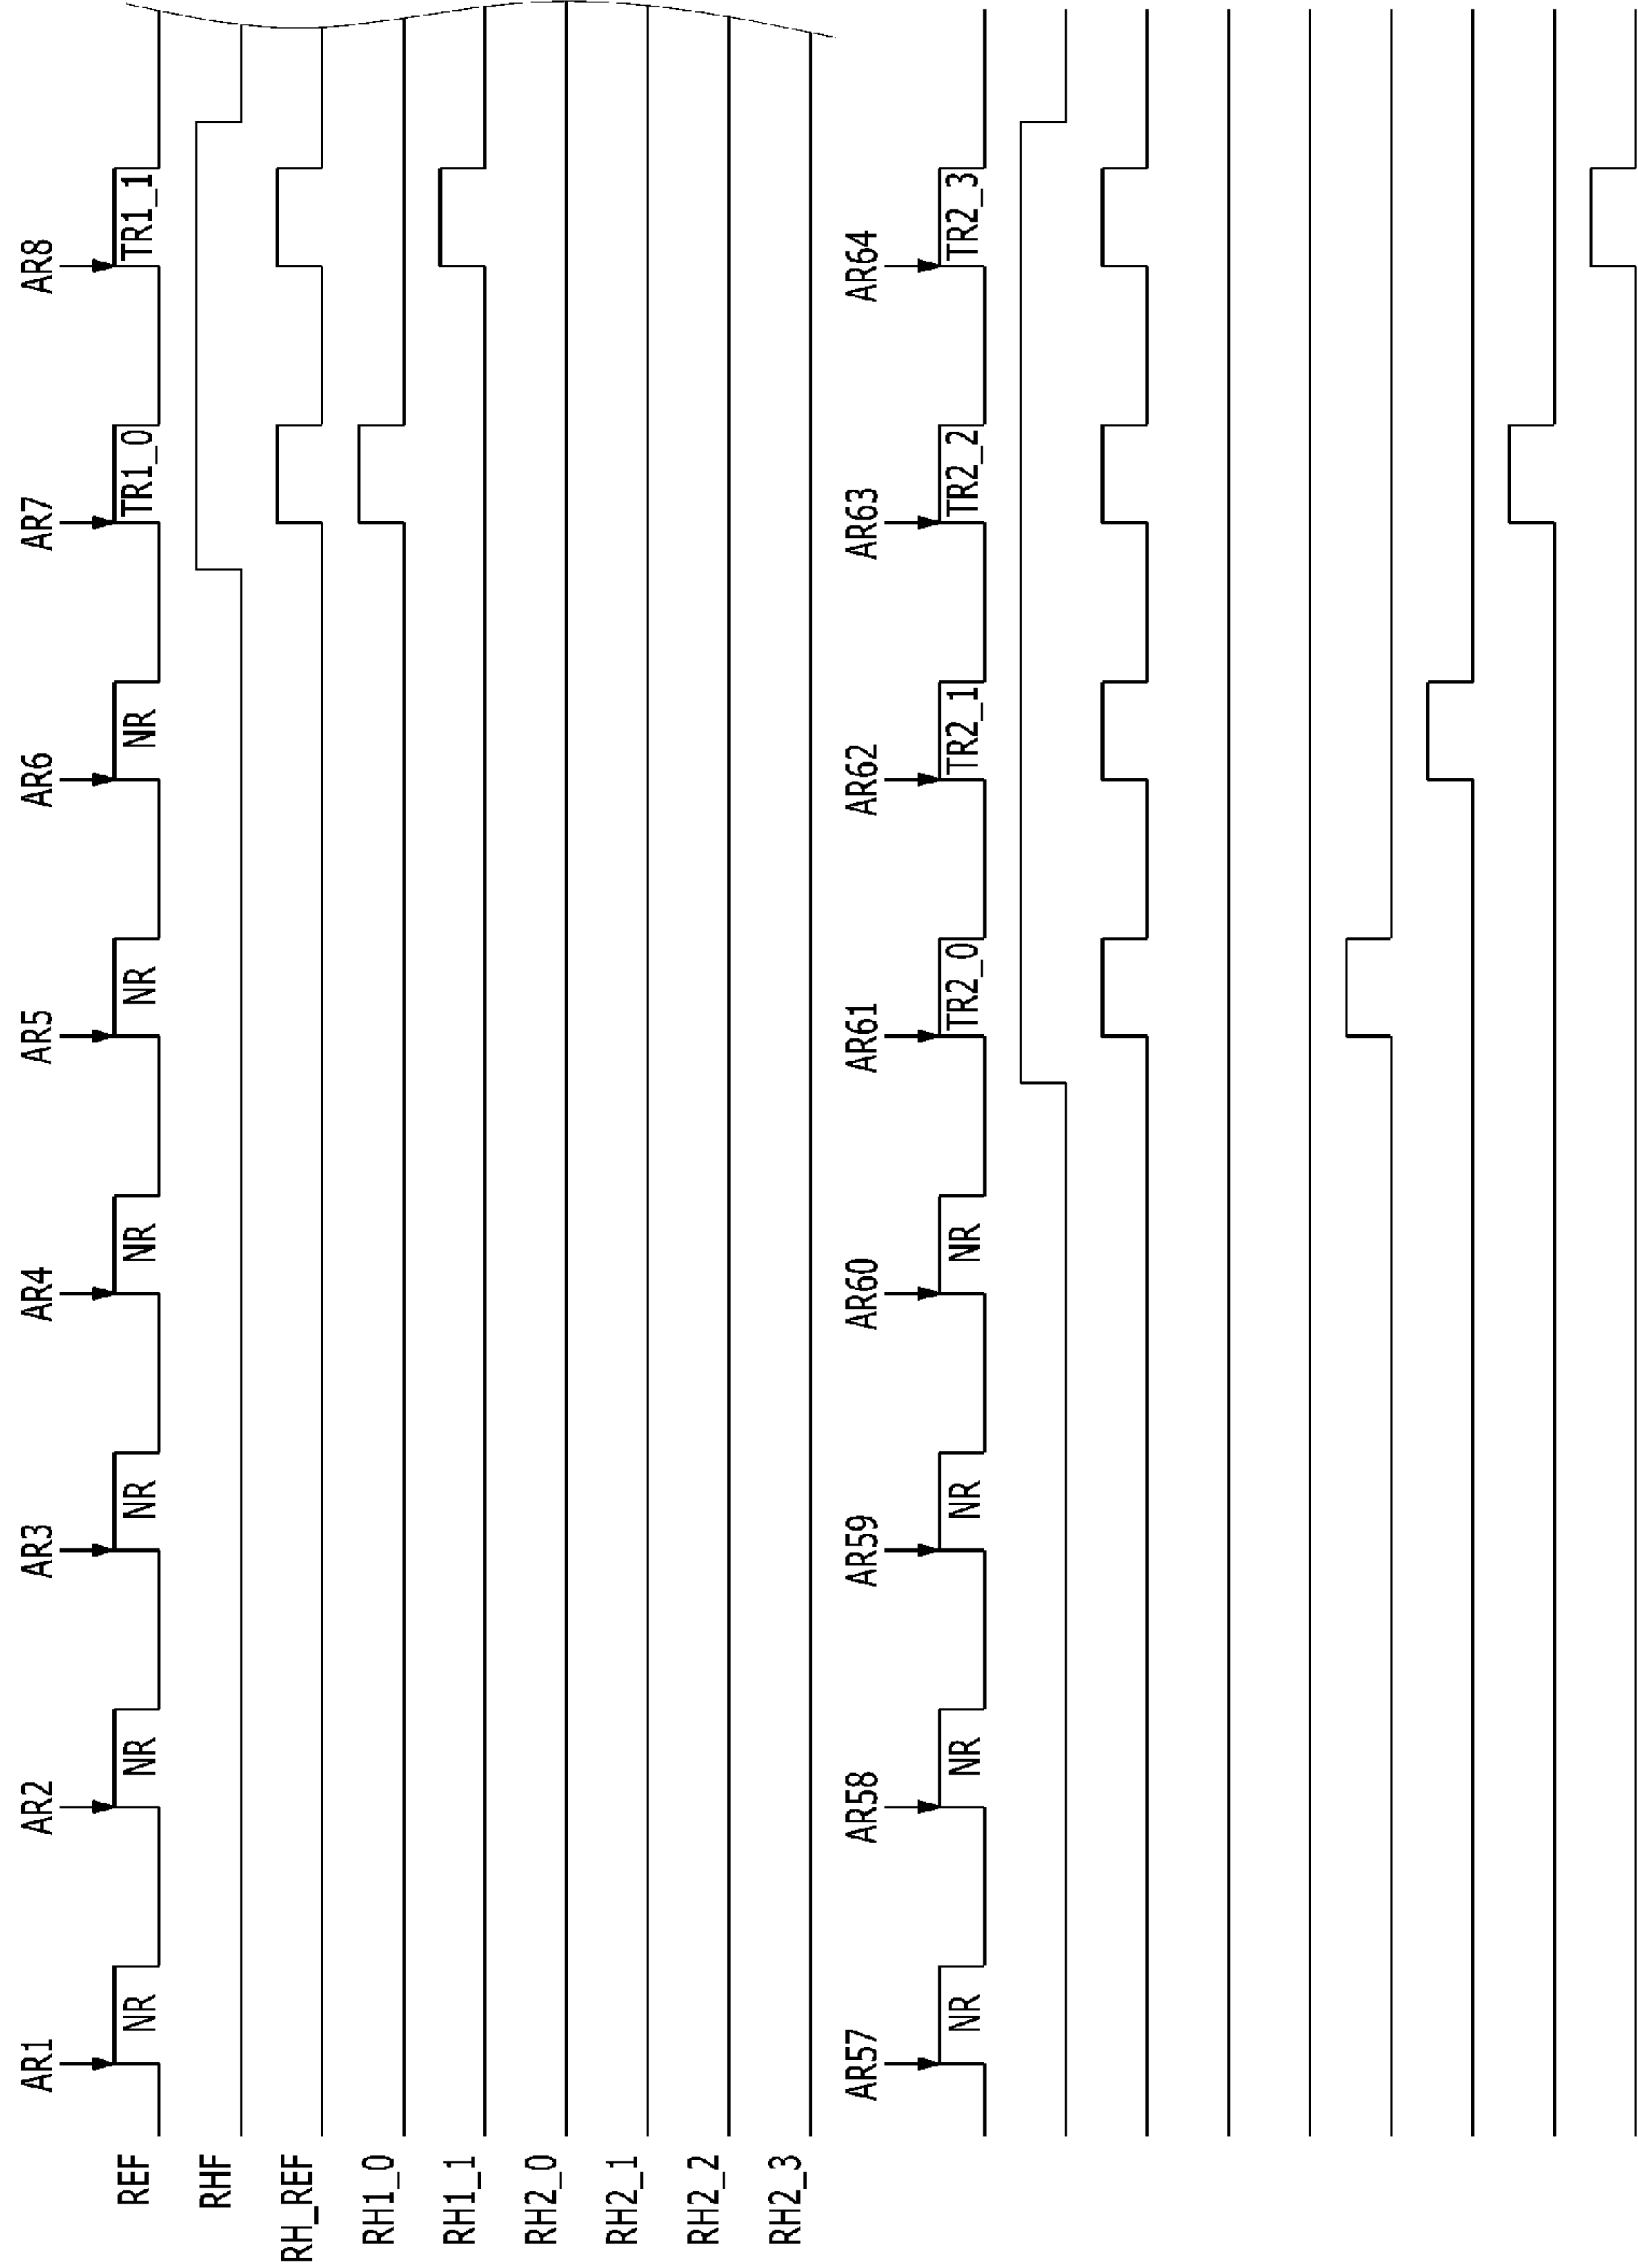 AR1 AR2 AR3 AR4 AR5 AR6 AR7 AR8
REF NR NR NR NR NR NR TR1_0 TR1_1
RHF
RH_REF
RH1_0
RH1_1
RH2_0
RH2_1
RH2_2
RH2_3
AR57 AR58 AR59 AR60 AR61 AR62 AR63 AR64
NR NR NR NR TR2_0 TR2_1 TR2_2 TR2_3